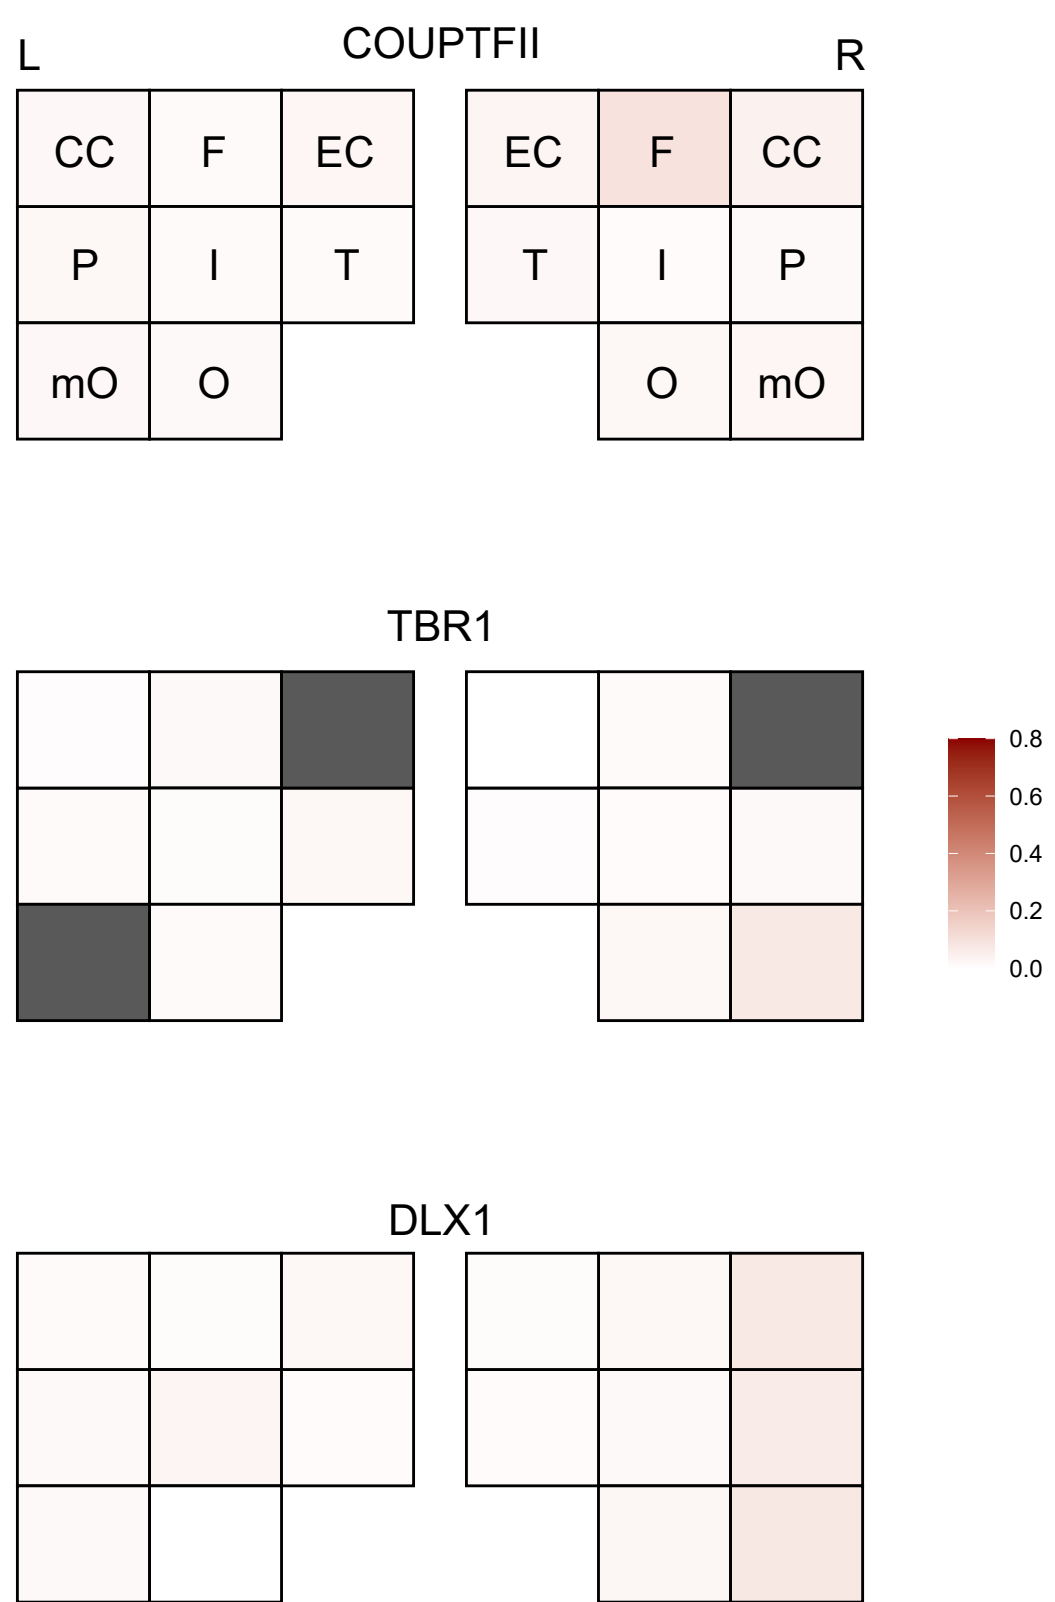 L COUPTFII R
CC F EC EC F CC
P I T T I P
mO O O mO
TBR1
0.8
0.6
0.4
0.2
0.0
DLX1